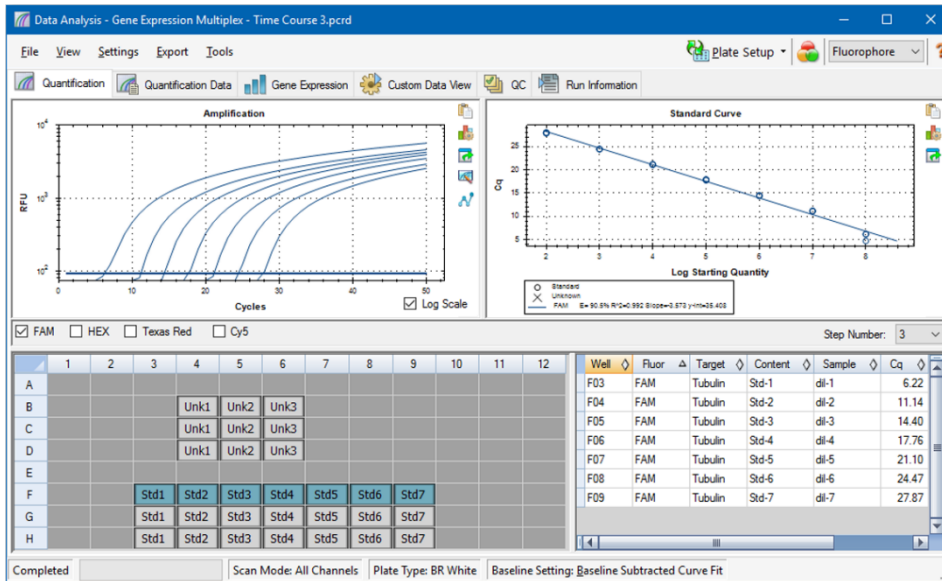 Data Analysis - Gene Expression Multiplex - Time Course 3.pcrd
File View Settings Export Tools Plate Setup Fluorophore ?
Quantification Quantification Data Gene Expression Custom Data View QC Run Information
Amplification
10^4
10^3
10^2
RFU
0 10 20 30 40 50
Cycles
Log Scale
Standard Curve
25
20
15
10
5
Cq
2 3 4 5 6 7 8
Log Starting Quantity
Standard
Unknown
FAM E= 90.5% R^2=0.992 Slope=-3.573 y-int=35.408
FAM HEX Texas Red Cy5 Step Number: 3
1 2 3 4 5 6 7 8 9 10 11 12
A
B Unk1 Unk2 Unk3
C Unk1 Unk2 Unk3
D Unk1 Unk2 Unk3
E
F Std1 Std2 Std3 Std4 Std5 Std6 Std7
G Std1 Std2 Std3 Std4 Std5 Std6 Std7
H Std1 Std2 Std3 Std4 Std5 Std6 Std7
Well Fluor Target Content Sample Cq
F03 FAM Tubulin Std-1 dil-1 6.22
F04 FAM Tubulin Std-2 dil-2 11.14
F05 FAM Tubulin Std-3 dil-3 14.40
F06 FAM Tubulin Std-4 dil-4 17.76
F07 FAM Tubulin Std-5 dil-5 21.10
F08 FAM Tubulin Std-6 dil-6 24.47
F09 FAM Tubulin Std-7 dil-7 27.87
Completed Scan Mode: All Channels Plate Type: BR White Baseline Setting: Baseline Subtracted Curve Fit